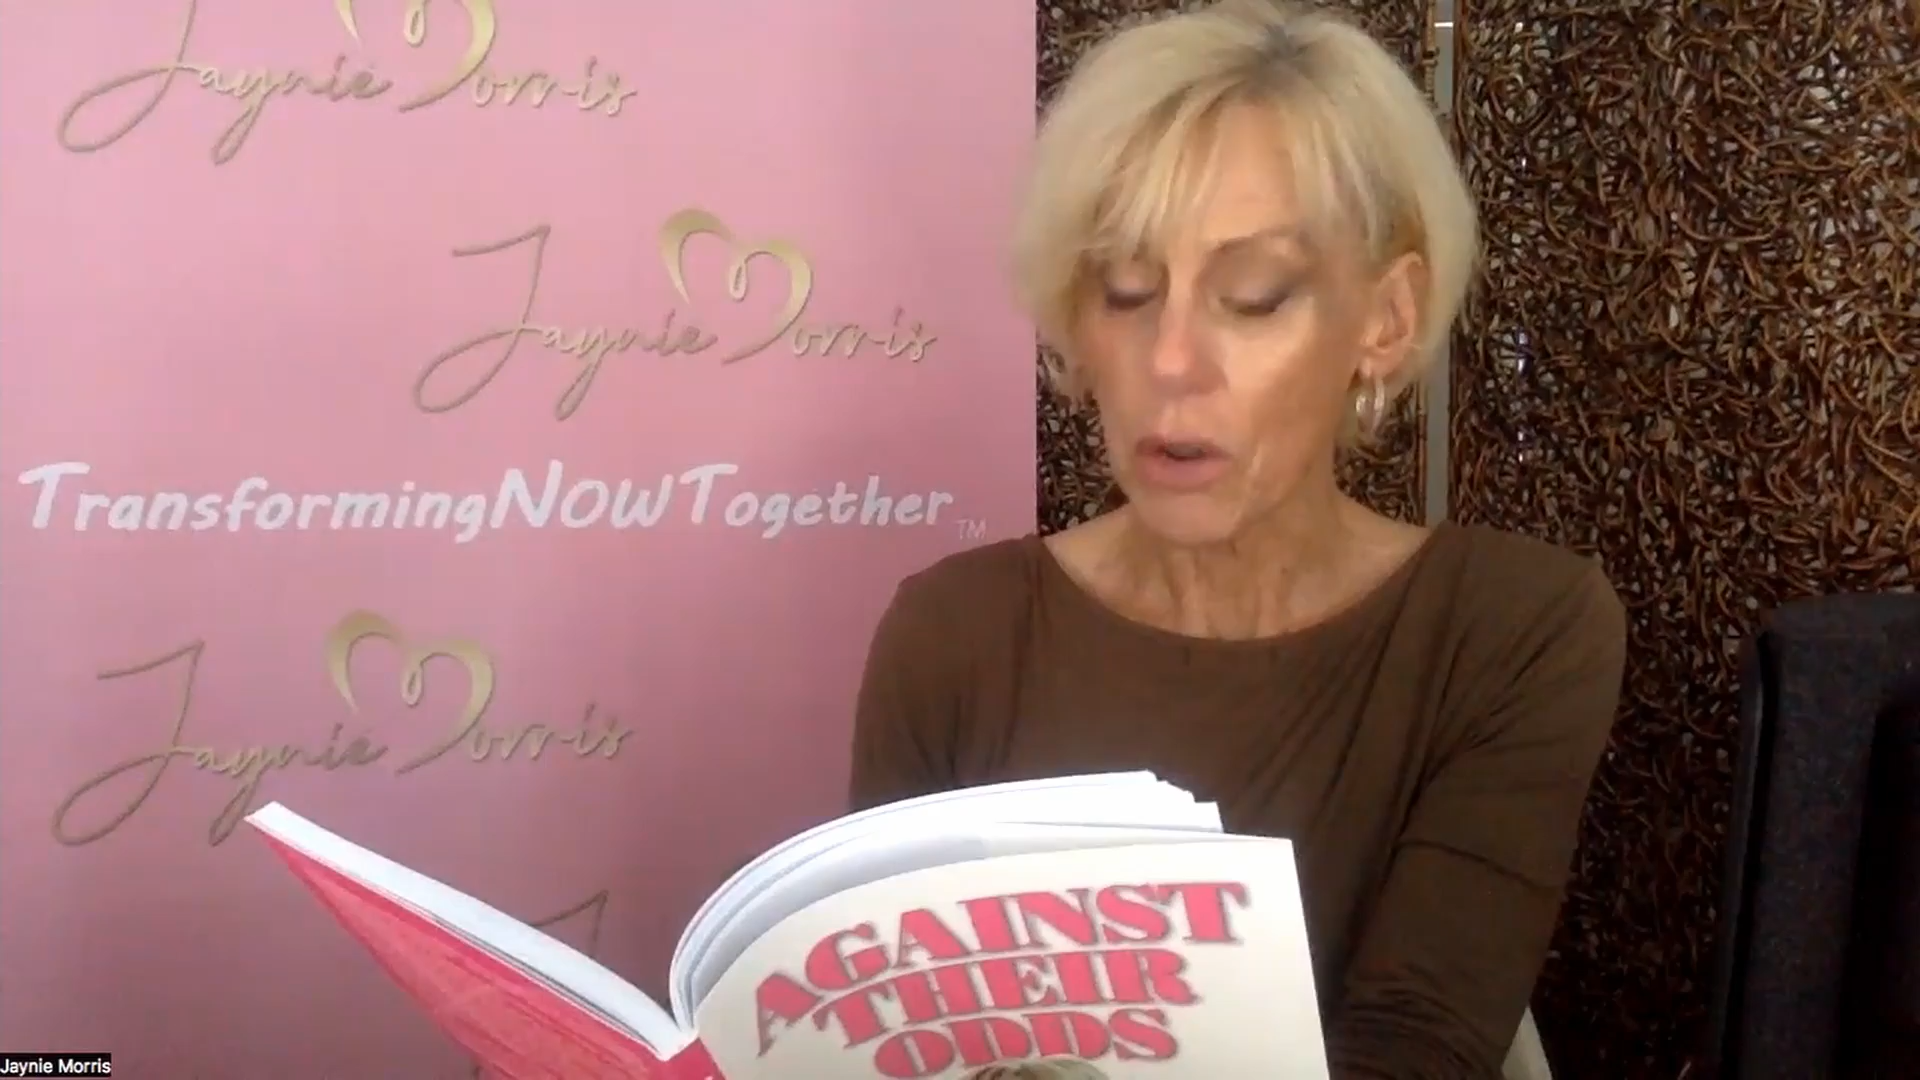 Jaynie Morris
Jaynie Morris
TransformingNOWTogether™
Jaynie Morris
AGAINST
THEIR
ODDS
Jaynie Morris